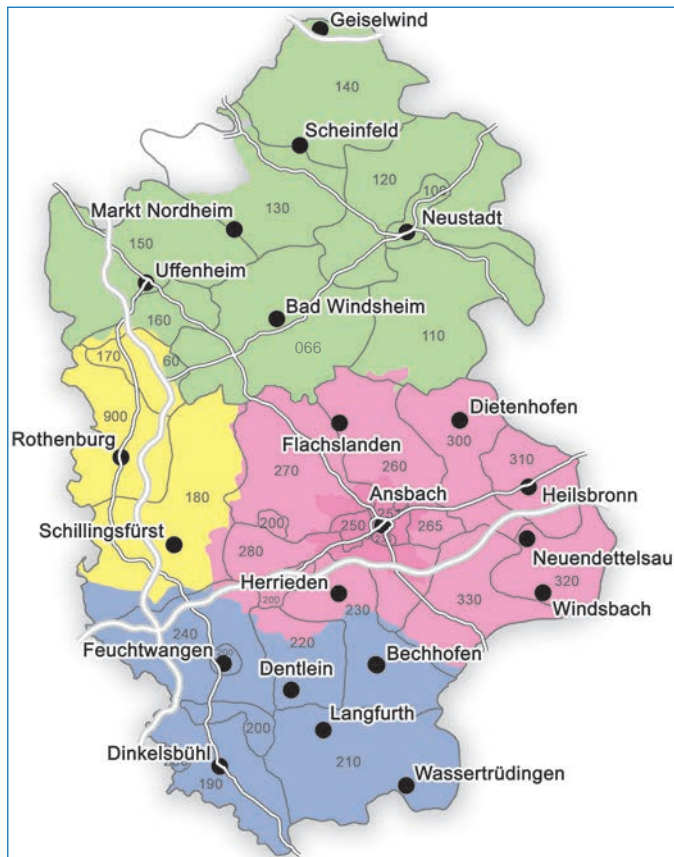 Geiselwind
140
Scheinfeld
120
100
Markt Nordheim
130
Neustadt
150
Uffenheim
160
Bad Windsheim
066
110
170
60
900
Dietenhofen
Flachslanden
300
Rothenburg
270
260
310
Ansbach
Heilsbronn
180
200
250
265
Schillingsfürst
280
Neuendettelsau
Herrieden
200
320
230
330
Windsbach
240
220
Feuchtwangen
200
Bechhofen
Dentlein
200
Langfurth
Dinkelsbühl
210
190
Wassertrüdingen